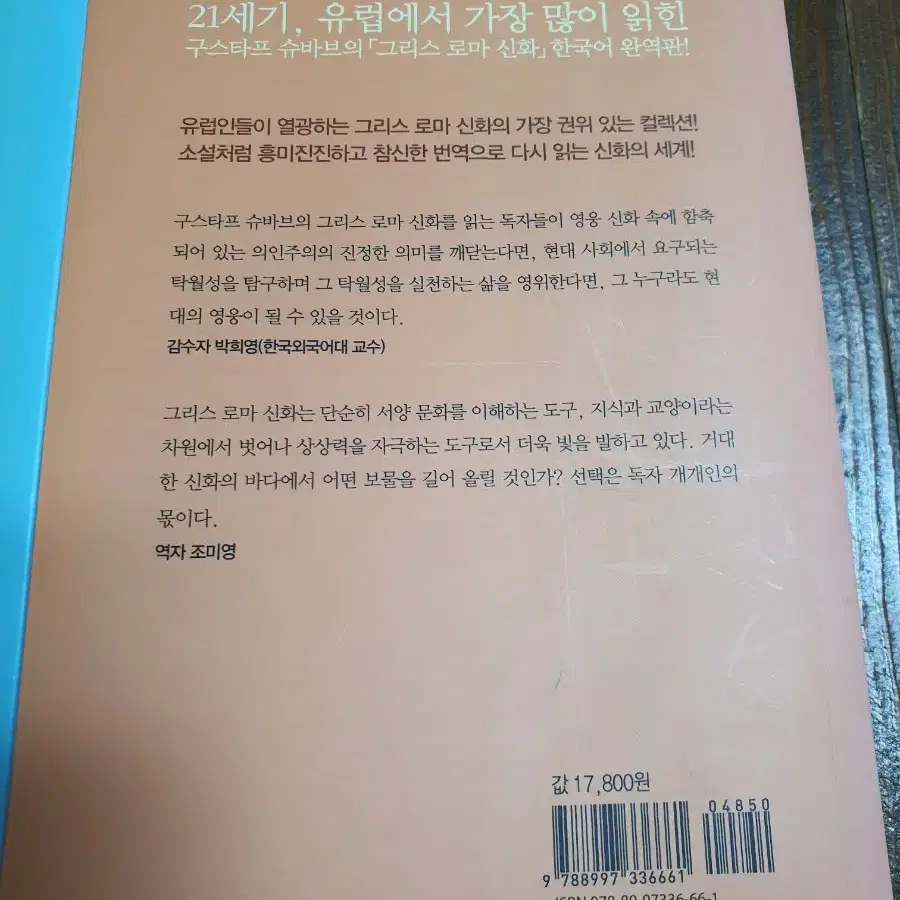 21세기, 유럽에서 가장 많이 읽힌
구스타프 슈바브의 「그리스 로마 신화」 한국어 완역판!
유럽인들이 열광하는 그리스 로마 신화의 가장 권위 있는 컬렉션!
소설처럼 흥미진진하고 참신한 번역으로 다시 읽는 신화의 세계!
구스타프 슈바브의 그리스 로마 신화를 읽는 독자들이 영웅 신화 속에 함축
되어 있는 의인주의의 진정한 의미를 깨닫는다면, 현대 사회에서 요구되는
탁월성을 탐구하며 그 탁월성을 실천하는 삶을 영위한다면, 그 누구라도 현
대의 영웅이 될 수 있을 것이다.
감수자 박희영(한국외국어대 교수)
그리스 로마 신화는 단순히 서양 문화를 이해하는 도구, 지식과 교양이라는
차원에서 벗어나 상상력을 자극하는 도구로서 더욱 빛을 발하고 있다. 거대
한 신화의 바다에서 어떤 보물을 길어 올릴 것인가? 선택은 독자 개개인의
몫이다.
역자 조미영
값 17,800원
04850
9 788997 336661
ISBN 978-89-97336-66-1